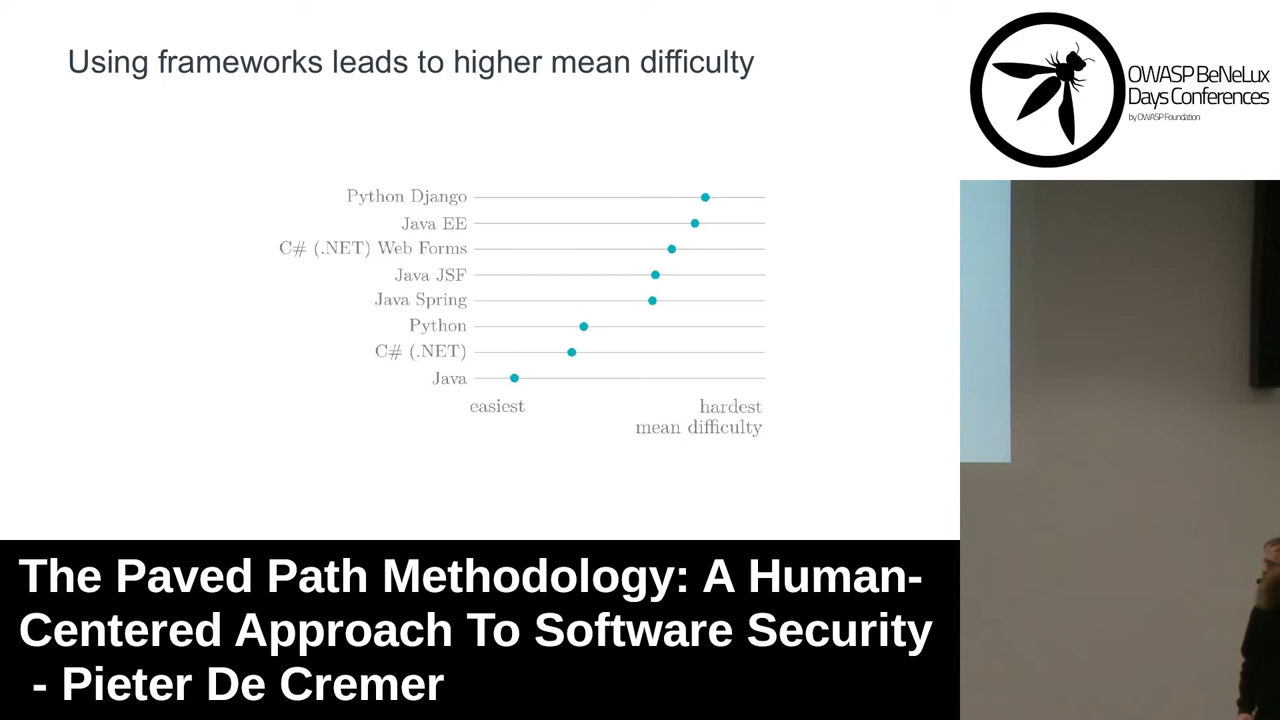 Using frameworks leads to higher mean difficulty
OWASP BeNeLux
Days Conferences
by OWASP Foundation
Python Django
Java EE
C# (.NET) Web Forms
Java JSF
Java Spring
Python
C# (.NET)
Java
easiest
hardest
mean difficulty
The Paved Path Methodology: A Human-
Centered Approach To Software Security
- Pieter De Cremer